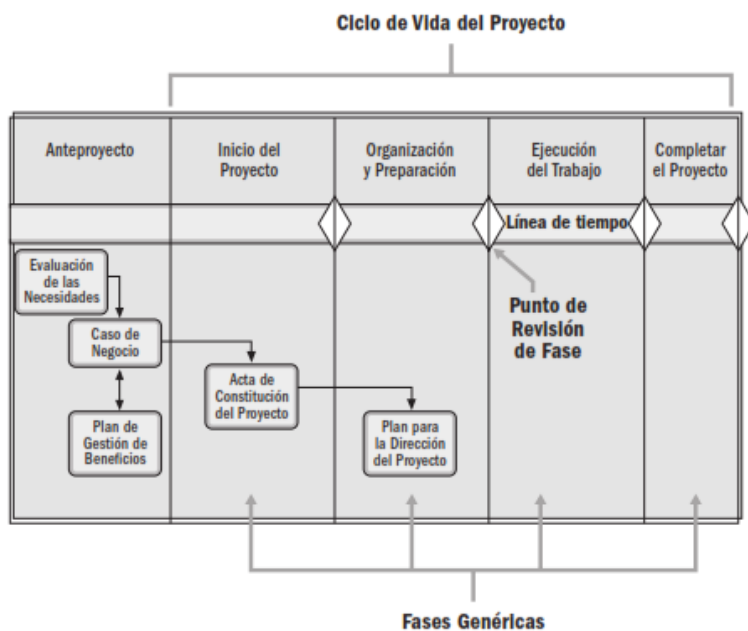 Ciclo de Vida del Proyecto
Anteproyecto
Inicio del
Proyecto
Organización
y Preparación
Ejecución
del Trabajo
Completar
el Proyecto
Línea de tiempo
Evaluación
de las
Necesidades
Punto de
Revisión
de Fase
Caso de
Negocio
Acta de
Constitución
del Proyecto
Plan de
Gestión de
Beneficios
Plan para
la Dirección
del Proyecto
Fases Genéricas